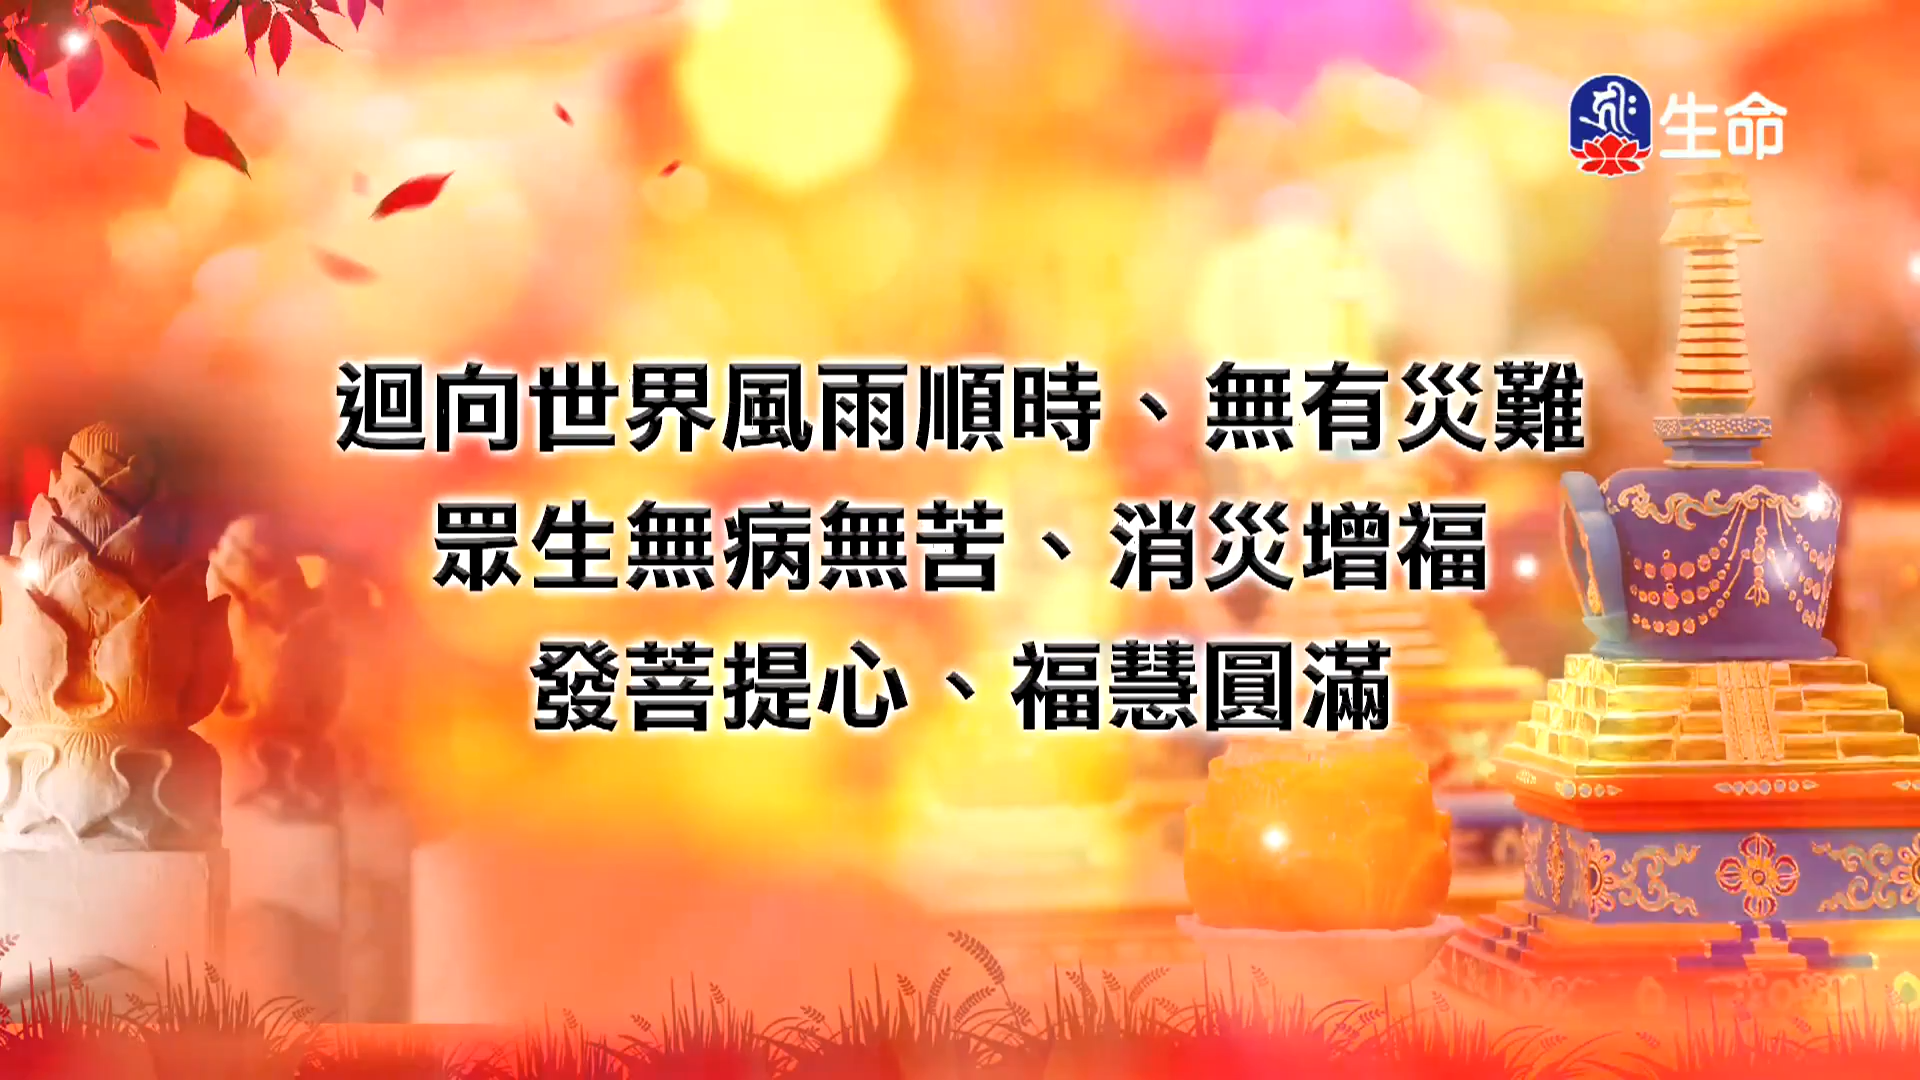 生命
迴向世界風雨順時、無有災難
眾生無病無苦、消災增福
發菩提心、福慧圓滿